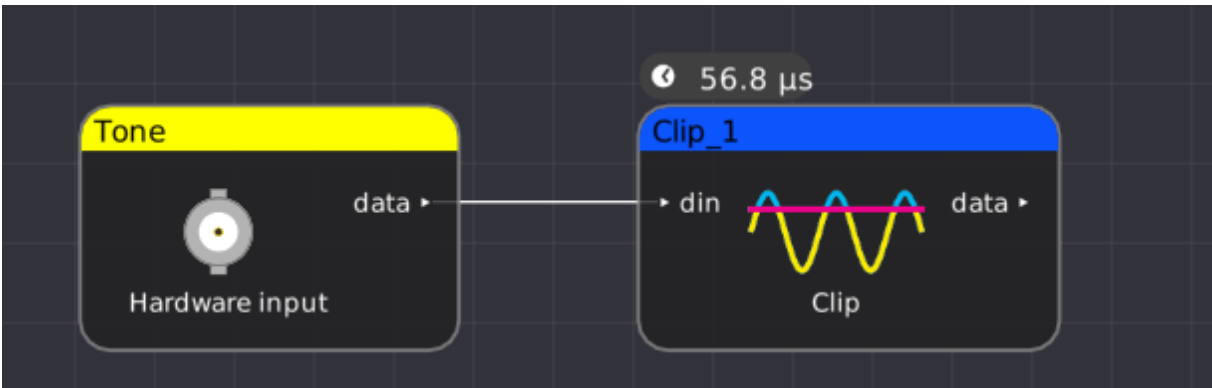 56.8 μs
Tone
Clip_1
data
din
data
Hardware input
Clip